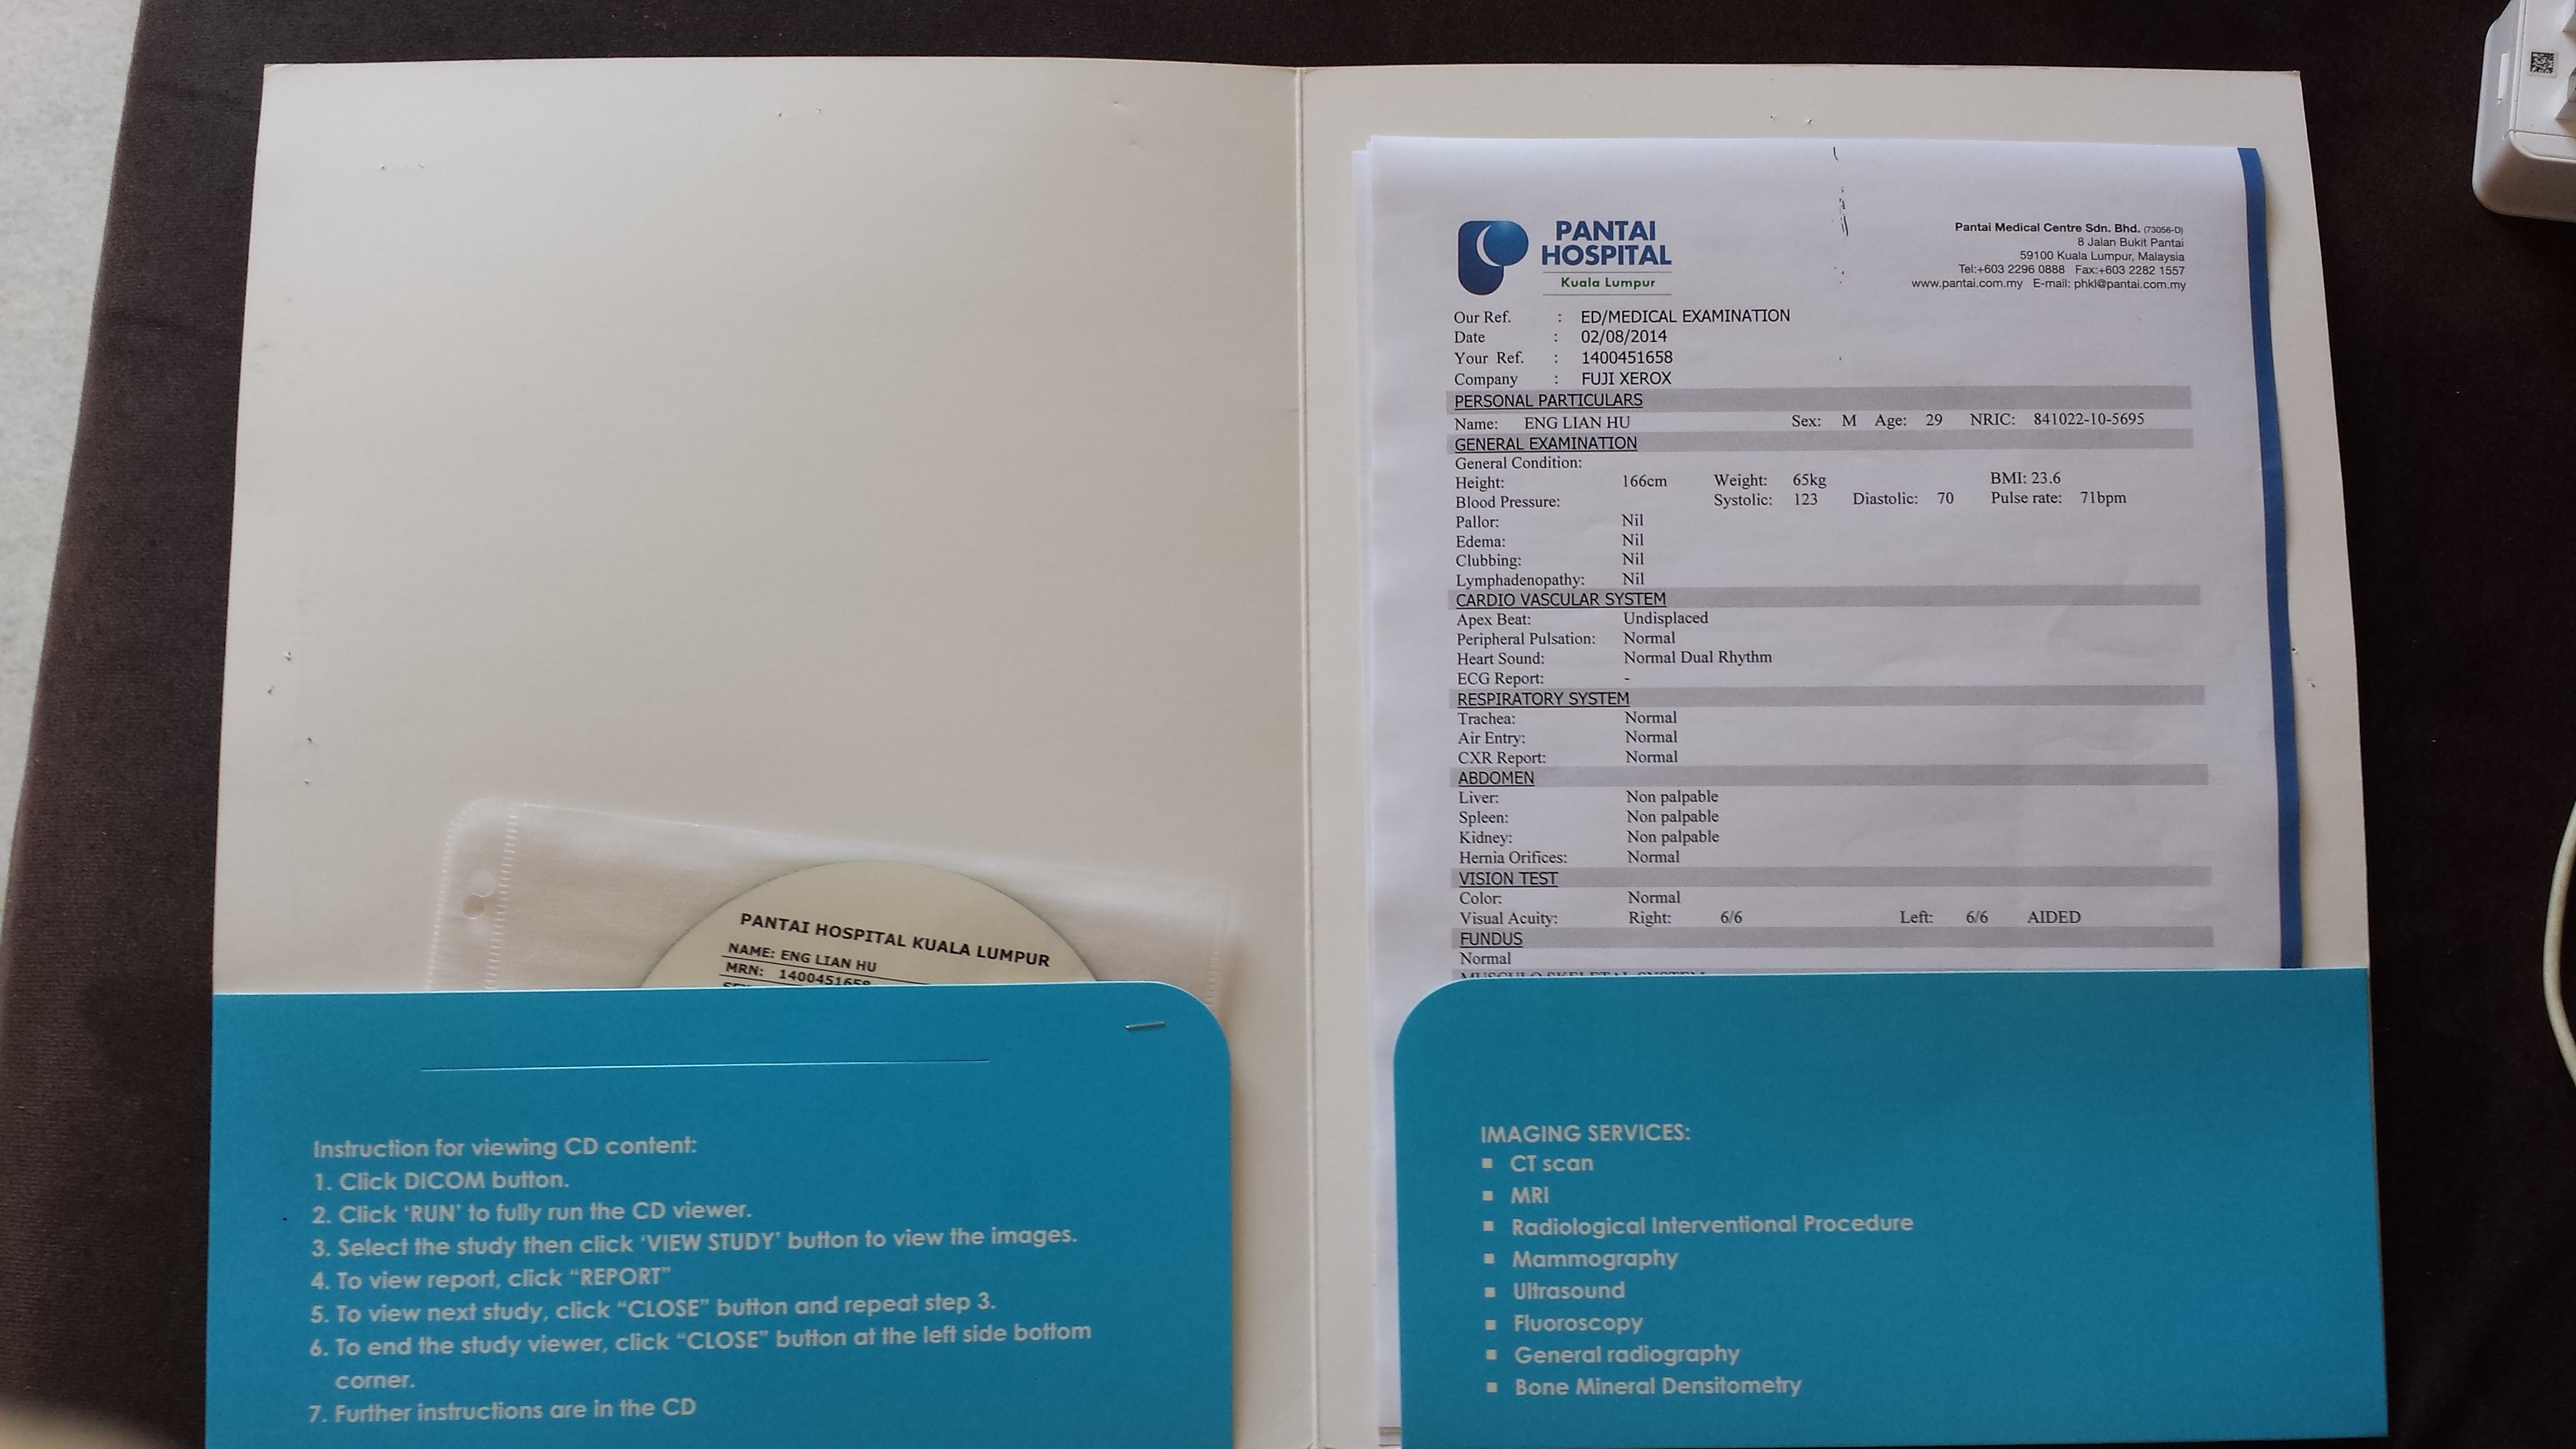 PANTAI HOSPITAL KUALA LUMPUR
NAME: ENG LIAN HU
MRN: 1400451658
Instruction for viewing CD content:
1. Click DICOM button.
2. Click ‘RUN’ to fully run the CD viewer.
3. Select the study then click ‘VIEW STUDY’ button to view the images.
4. To view report, click “REPORT”
5. To view next study, click “CLOSE” button and repeat step 3.
6. To end the study viewer, click “CLOSE” button at the left side bottom
corner.
7. Further instructions are in the CD
PANTAI
HOSPITAL
Kuala Lumpur
Pantai Medical Centre Sdn. Bhd. (73056-D)
8 Jalan Bukit Pantai
59100 Kuala Lumpur, Malaysia
Tel:+603 2296 0888 Fax:+603 2282 1557
www.pantai.com.my E-mail: phkl@pantai.com.my
Our Ref. : ED/MEDICAL EXAMINATION
Date : 02/08/2014
Your Ref. : 1400451658
Company : FUJI XEROX
PERSONAL PARTICULARS
Name: ENG LIAN HU Sex: M Age: 29 NRIC: 841022-10-5695
GENERAL EXAMINATION
General Condition:
Height: 166cm Weight: 65kg BMI: 23.6
Blood Pressure: Systolic: 123 Diastolic: 70 Pulse rate: 71bpm
Pallor: Nil
Edema: Nil
Clubbing: Nil
Lymphadenopathy: Nil
CARDIO VASCULAR SYSTEM
Apex Beat: Undisplaced
Peripheral Pulsation: Normal
Heart Sound: Normal Dual Rhythm
ECG Report: -
RESPIRATORY SYSTEM
Trachea: Normal
Air Entry: Normal
CXR Report: Normal
ABDOMEN
Liver: Non palpable
Spleen: Non palpable
Kidney: Non palpable
Hernia Orifices: Normal
VISION TEST
Color: Normal
Visual Acuity: Right: 6/6 Left: 6/6 AIDED
FUNDUS
Normal
MUSCULO SKELETAL SYSTEM
IMAGING SERVICES:
▪ CT scan
▪ MRI
▪ Radiological Interventional Procedure
▪ Mammography
▪ Ultrasound
▪ Fluoroscopy
▪ General radiography
▪ Bone Mineral Densitometry